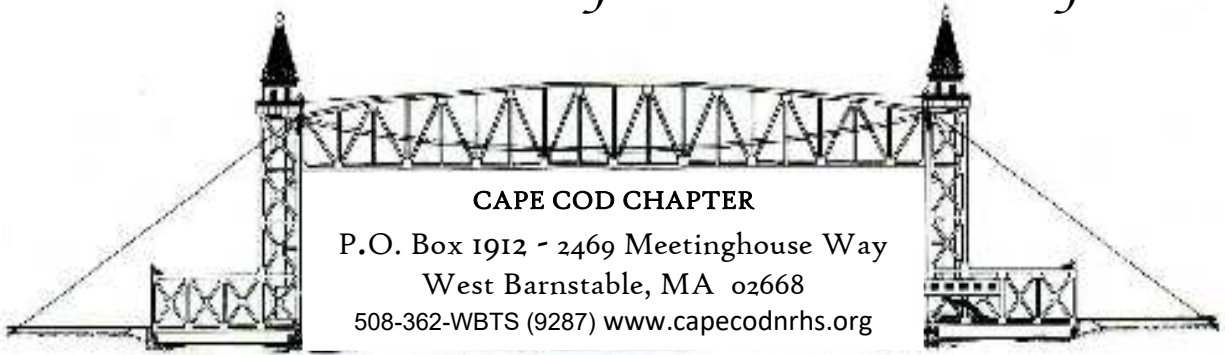 CAPE COD CHAPTER
P.O. Box 1912 - 2469 Meetinghouse Way
West Barnstable, MA 02668
508-362-WBTS (9287) www.capecodnrhs.org